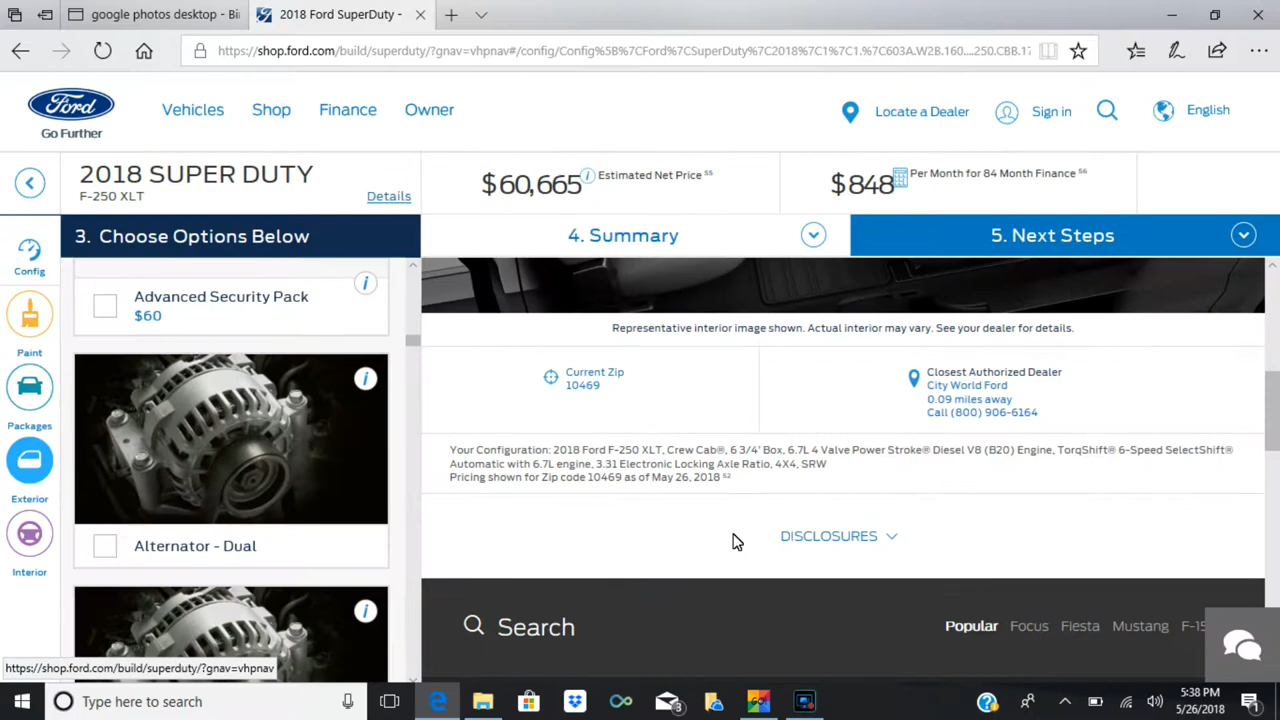 google photos desktop - Bi
2018 Ford SuperDuty -
https://shop.ford.com/build/superduty/?gnav=vhpnav#/config/Config%5B%7CFord%7CSuperDuty%7C2018%7C1%7C1.%7C603A.W2B.160....250.CBB.17
Ford
Go Further
Vehicles
Shop
Finance
Owner
Locate a Dealer
Sign in
English
2018 SUPER DUTY
F-250 XLT
Details
$60,665
Estimated Net Price 55
$848
Per Month for 84 Month Finance 56
3. Choose Options Below
4. Summary
5. Next Steps
Config
Paint
Packages
Exterior
Interior
Advanced Security Pack
$60
Alternator - Dual
Representative interior image shown. Actual interior may vary. See your dealer for details.
Current Zip
10469
Closest Authorized Dealer
City World Ford
0.09 miles away
Call (800) 906-6164
Your Configuration: 2018 Ford F-250 XLT, Crew Cab®, 6 3/4' Box, 6.7L 4 Valve Power Stroke® Diesel V8 (B20) Engine, TorqShift® 6-Speed SelectShift®
Automatic with 6.7L engine, 3.31 Electronic Locking Axle Ratio, 4X4, SRW
Pricing shown for Zip code 10469 as of May 26, 2018 52
DISCLOSURES
Search
Popular Focus Fiesta Mustang F-15
https://shop.ford.com/build/superduty/?gnav=vhpnav
Type here to search
3
GO!
5:38 PM
5/26/2018
1